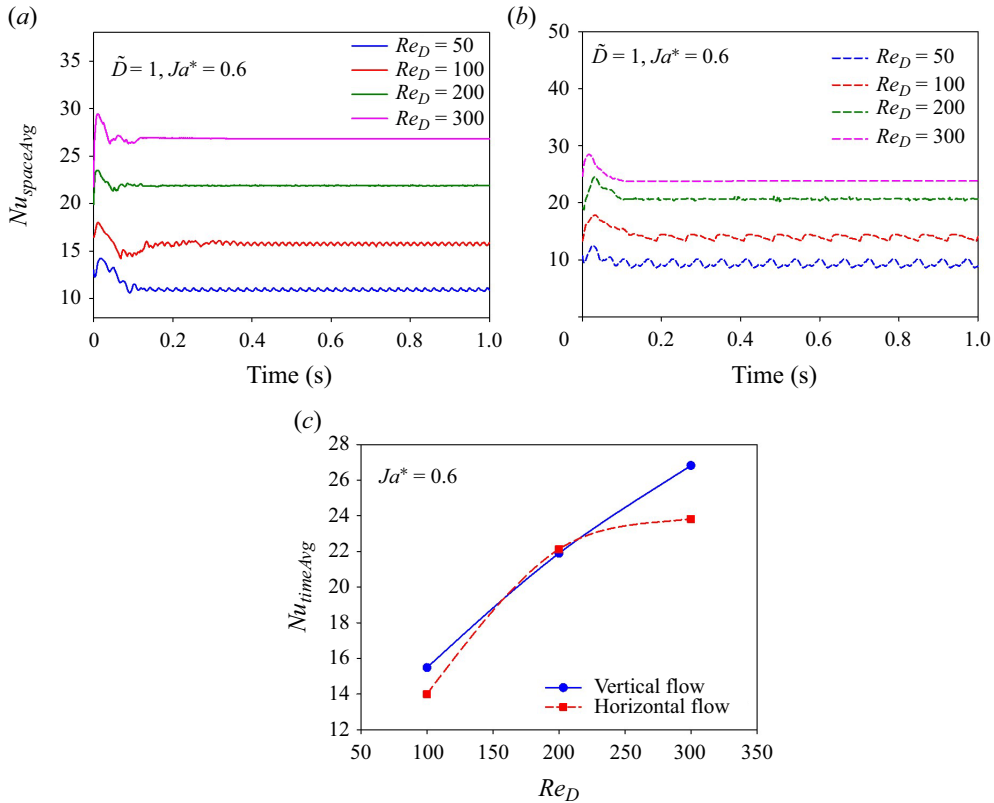 (a)
35
30
25
20
15
10
0
0.2
0.4
0.6
0.8
1.0
Nu_spaceAvg
Time (s)
D̃ = 1, Ja* = 0.6
Re_D = 50
Re_D = 100
Re_D = 200
Re_D = 300
(b)
50
40
30
20
10
0
0.2
0.4
0.6
0.8
1.0
Time (s)
D̃ = 1, Ja* = 0.6
Re_D = 50
Re_D = 100
Re_D = 200
Re_D = 300
(c)
28
26
24
22
20
18
16
14
12
50
100
150
200
250
300
350
Nu_timeAvg
Re_D
Ja* = 0.6
Vertical flow
Horizontal flow